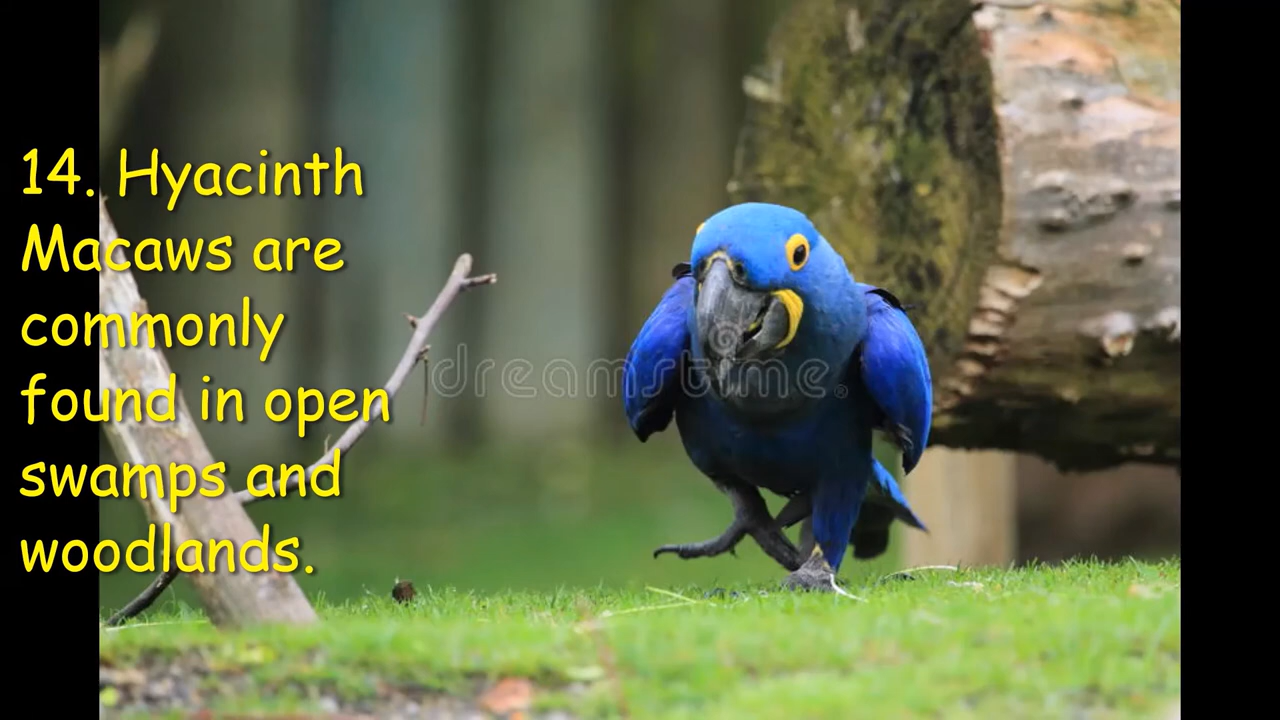 14. Hyacinth
Macaws are
commonly
found in open
swamps and
woodlands.
dreamstime